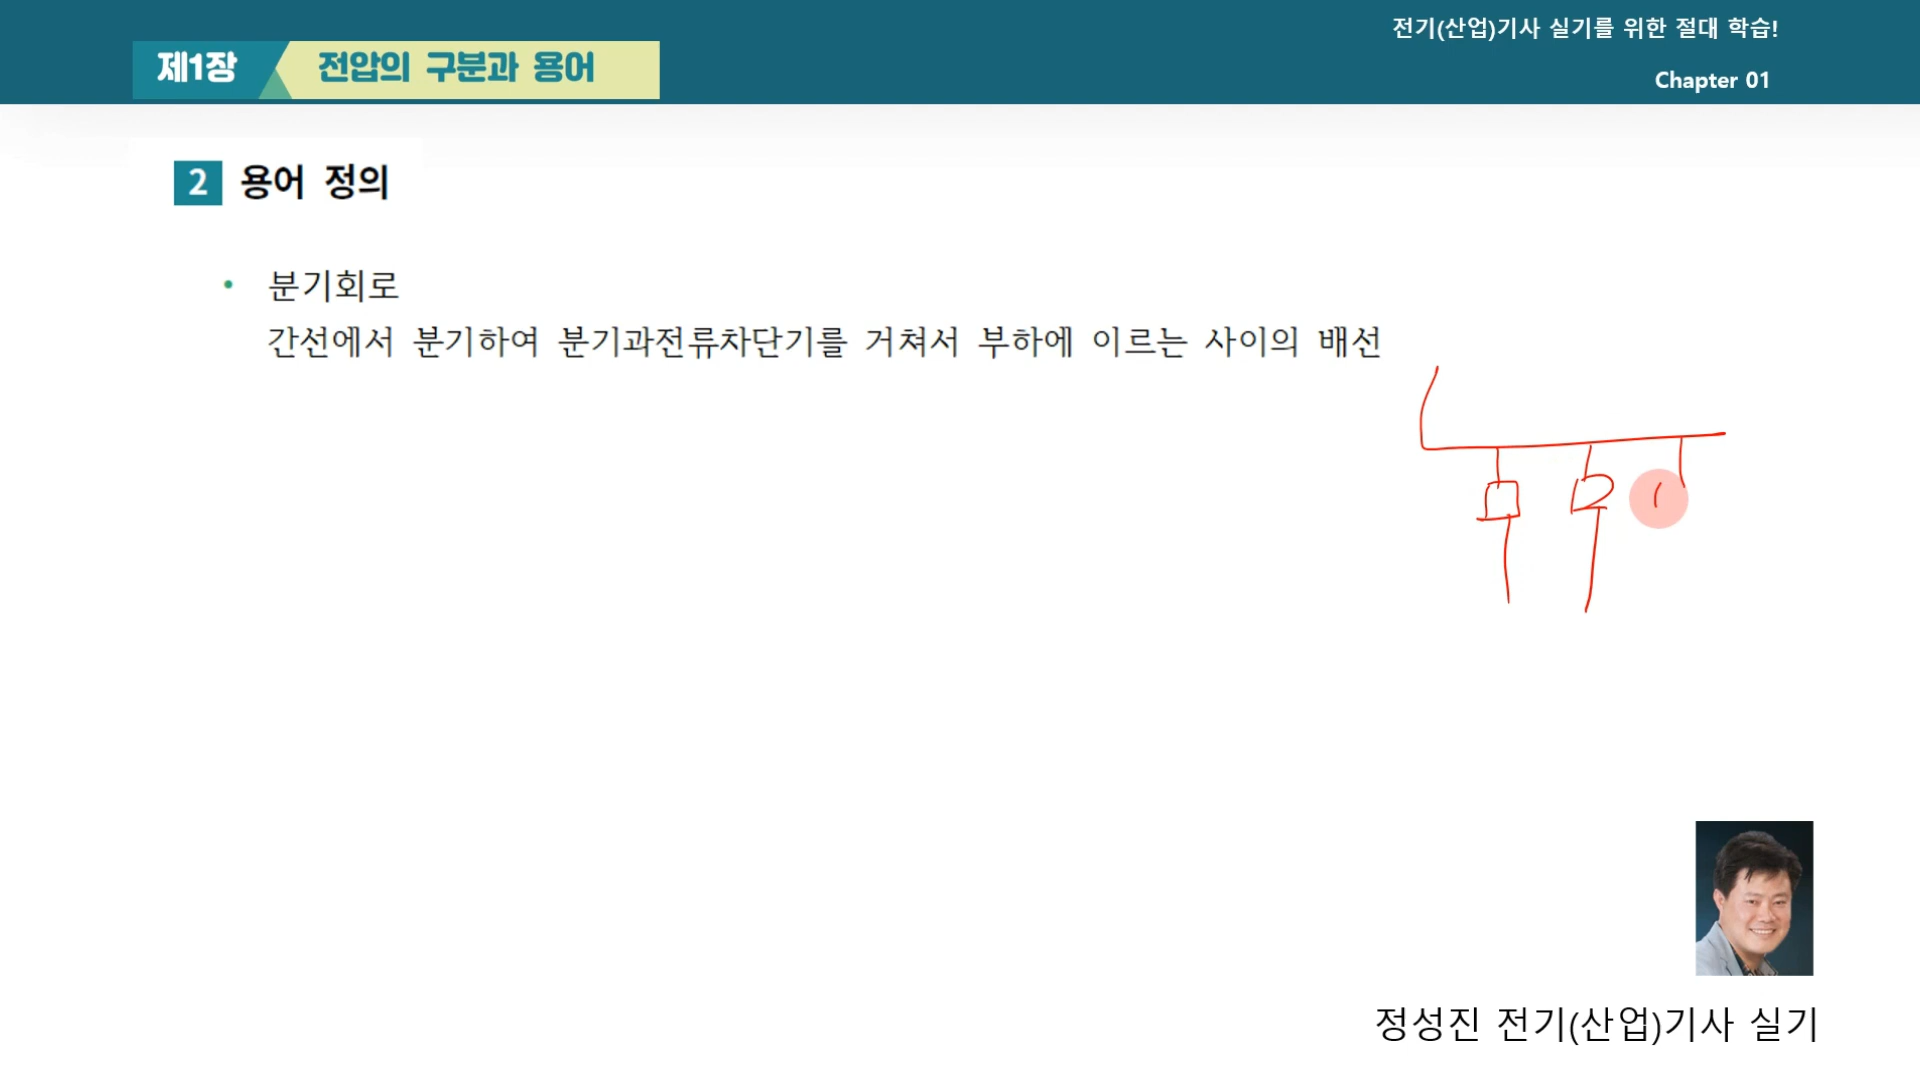 전기(산업)기사 실기를 위한 절대 학습!
제1장 전압의 구분과 용어
Chapter 01
2 용어 정의
• 분기회로
간선에서 분기하여 분기과전류차단기를 거쳐서 부하에 이르는 사이의 배선
정성진 전기(산업)기사 실기